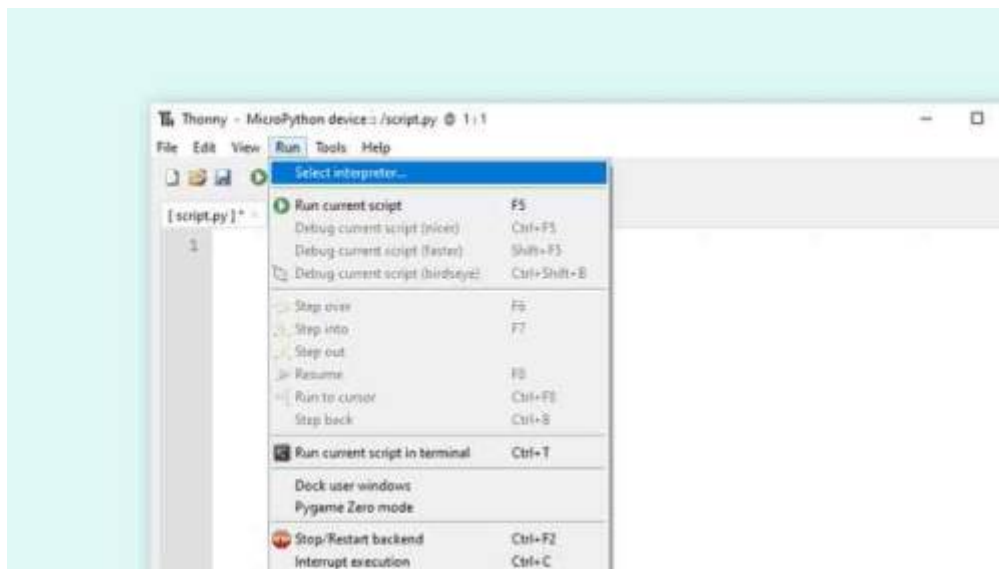 Thonny - MicroPython device :: /script.py @ 1 : 1
File Edit View Run Tools Help
Select interpreter...
[ script.py ] *
1
Run current script F5
Debug current script (nicer) Ctrl+F5
Debug current script (faster) Shift+F5
Debug current script (birdseye) Ctrl+Shift+B
Step over F6
Step into F7
Step out
Resume F8
Run to cursor Ctrl+F8
Step back Ctrl+B
Run current script in terminal Ctrl+T
Dock user windows
Pygame Zero mode
Stop/Restart backend Ctrl+F2
Interrupt execution Ctrl+C